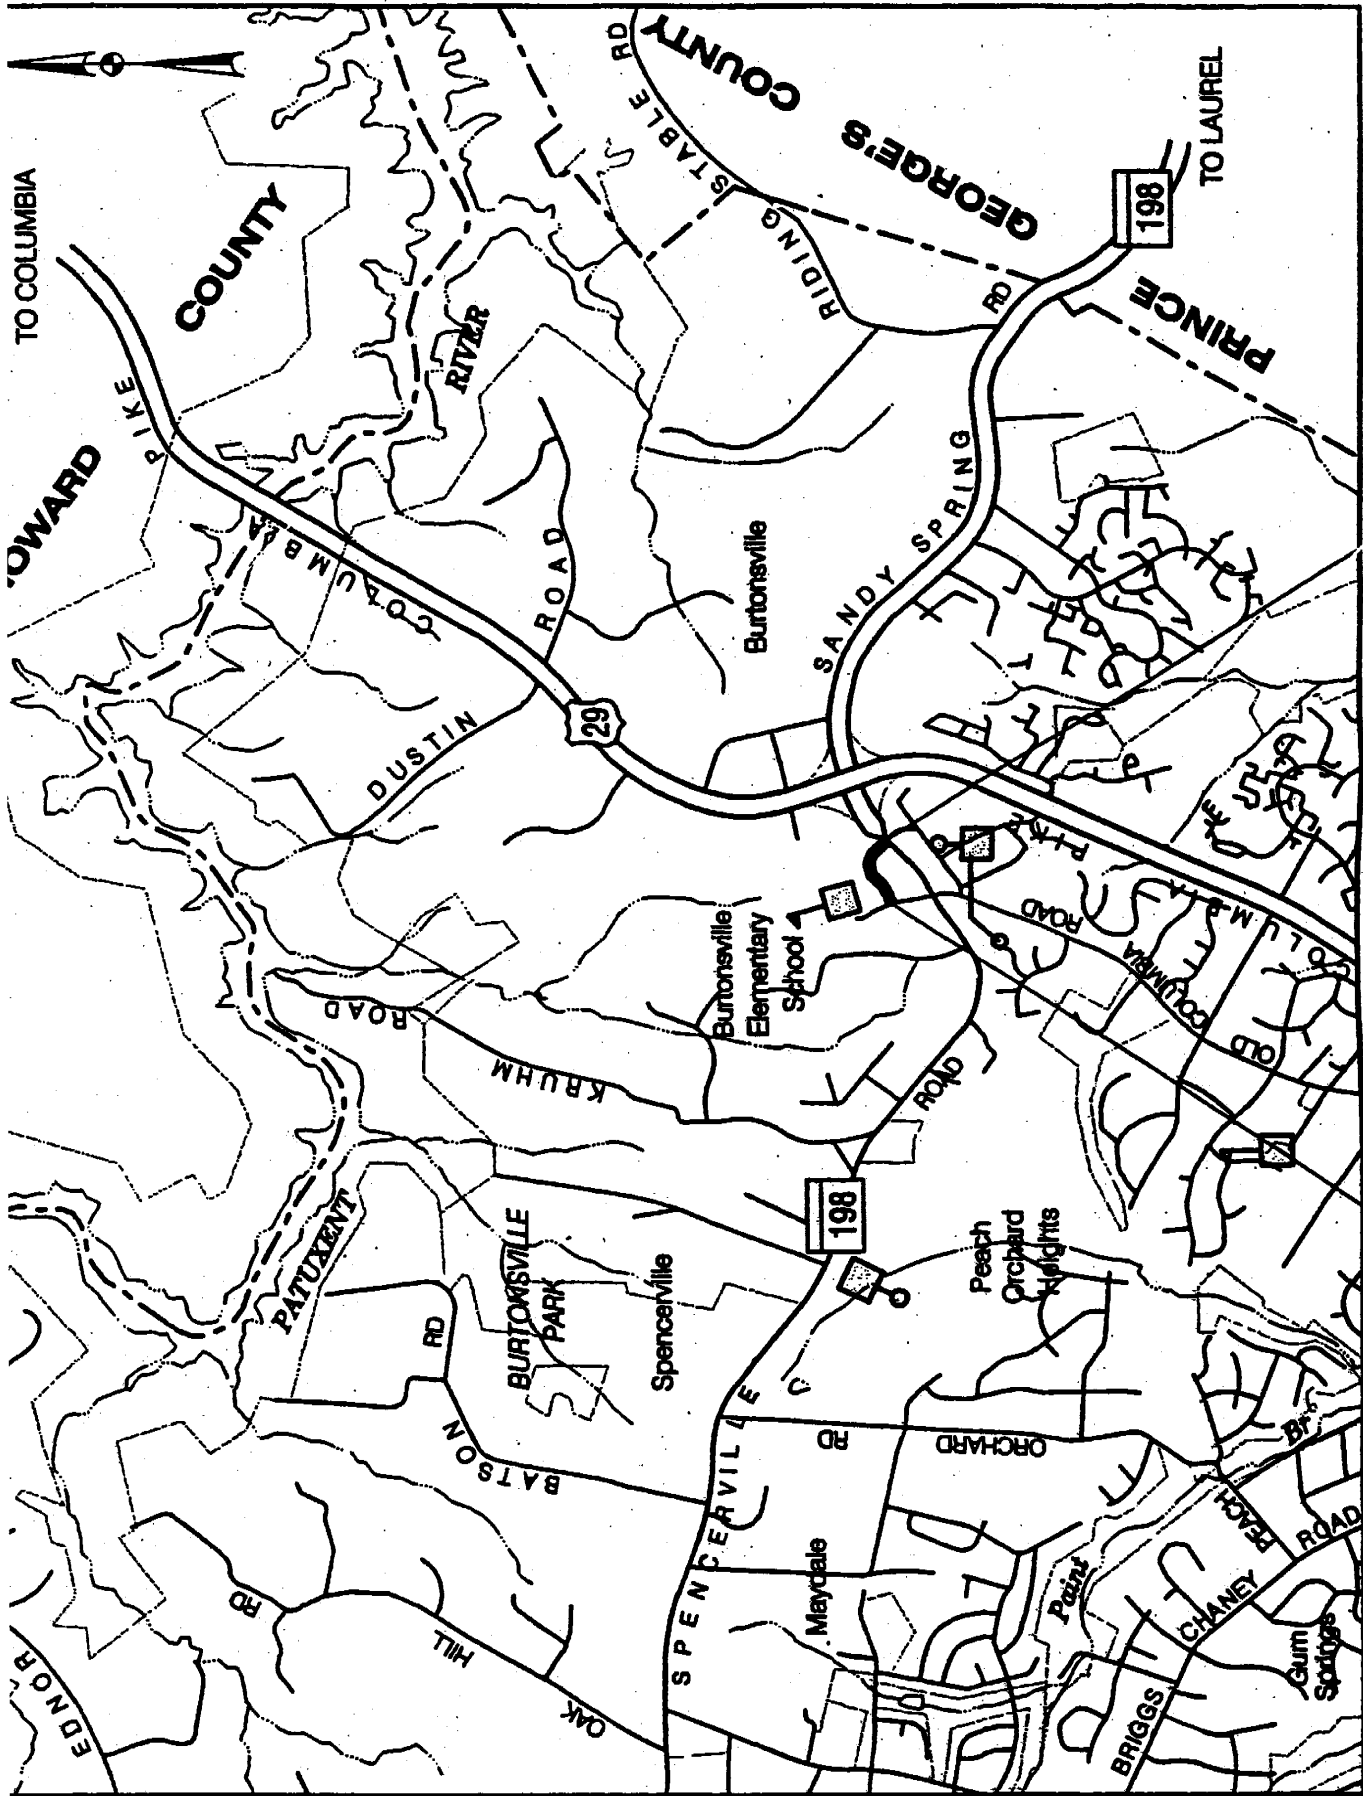 TO COLUMBIA
HOWARD
COUNTY
PIKE
COLUMBIA
RIVER
STABLE RD
RIDING
RD
PRINCE
GEORGE'S
COUNTY
TO LAUREL
198
SANDY SPRING
Burtonsville
ROAD
DUSTIN
29
Burtonsville
Elementary
School
KRUHM
ROAD
PIKE
COLUMBIA
OLD
COLUMBIA
ROAD
ROAD
198
PATUXENT
BURTONSVILLE
PARK
Spencerville
Peach
Orchard
Heights
BATSON
RD
SPENCERVILLE
ORCHARD
RD
PEACH
Maydale
OAK
HILL
RD
EDNOR
Paint
Br
BRIGGS
CHANEY
ROAD
Gum
Springs